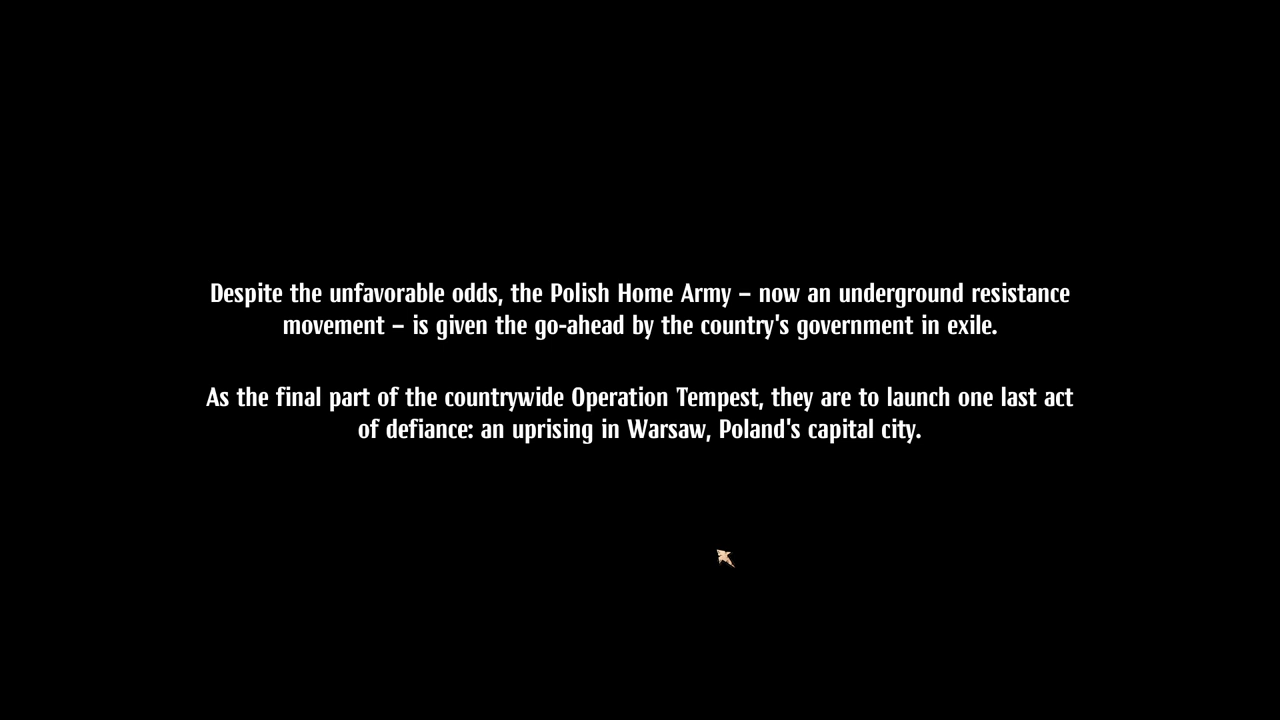 Despite the unfavorable odds, the Polish Home Army – now an underground resistance
movement – is given the go-ahead by the country's government in exile.
As the final part of the countrywide Operation Tempest, they are to launch one last act
of defiance: an uprising in Warsaw, Poland's capital city.